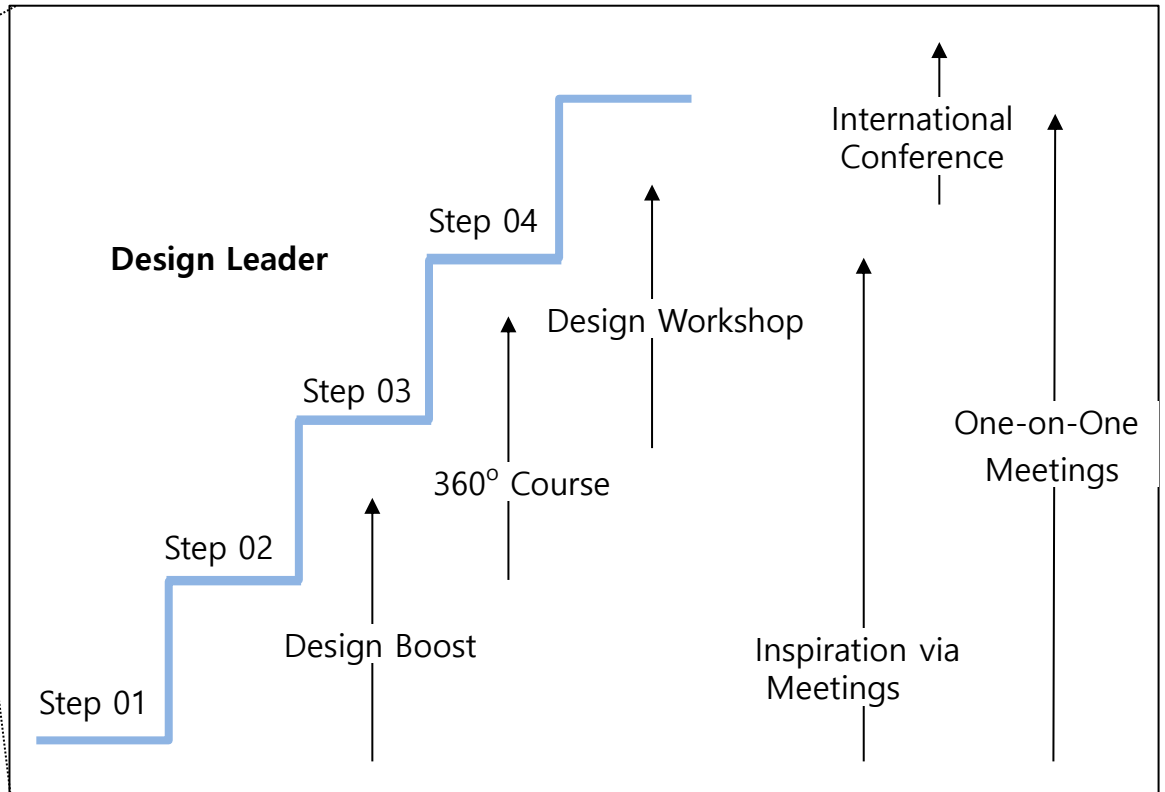 International
Conference
Step 04
Design Leader
Design Workshop
Step 03
One-on-One
Meetings
360° Course
Step 02
Design Boost
Inspiration via
Meetings
Step 01